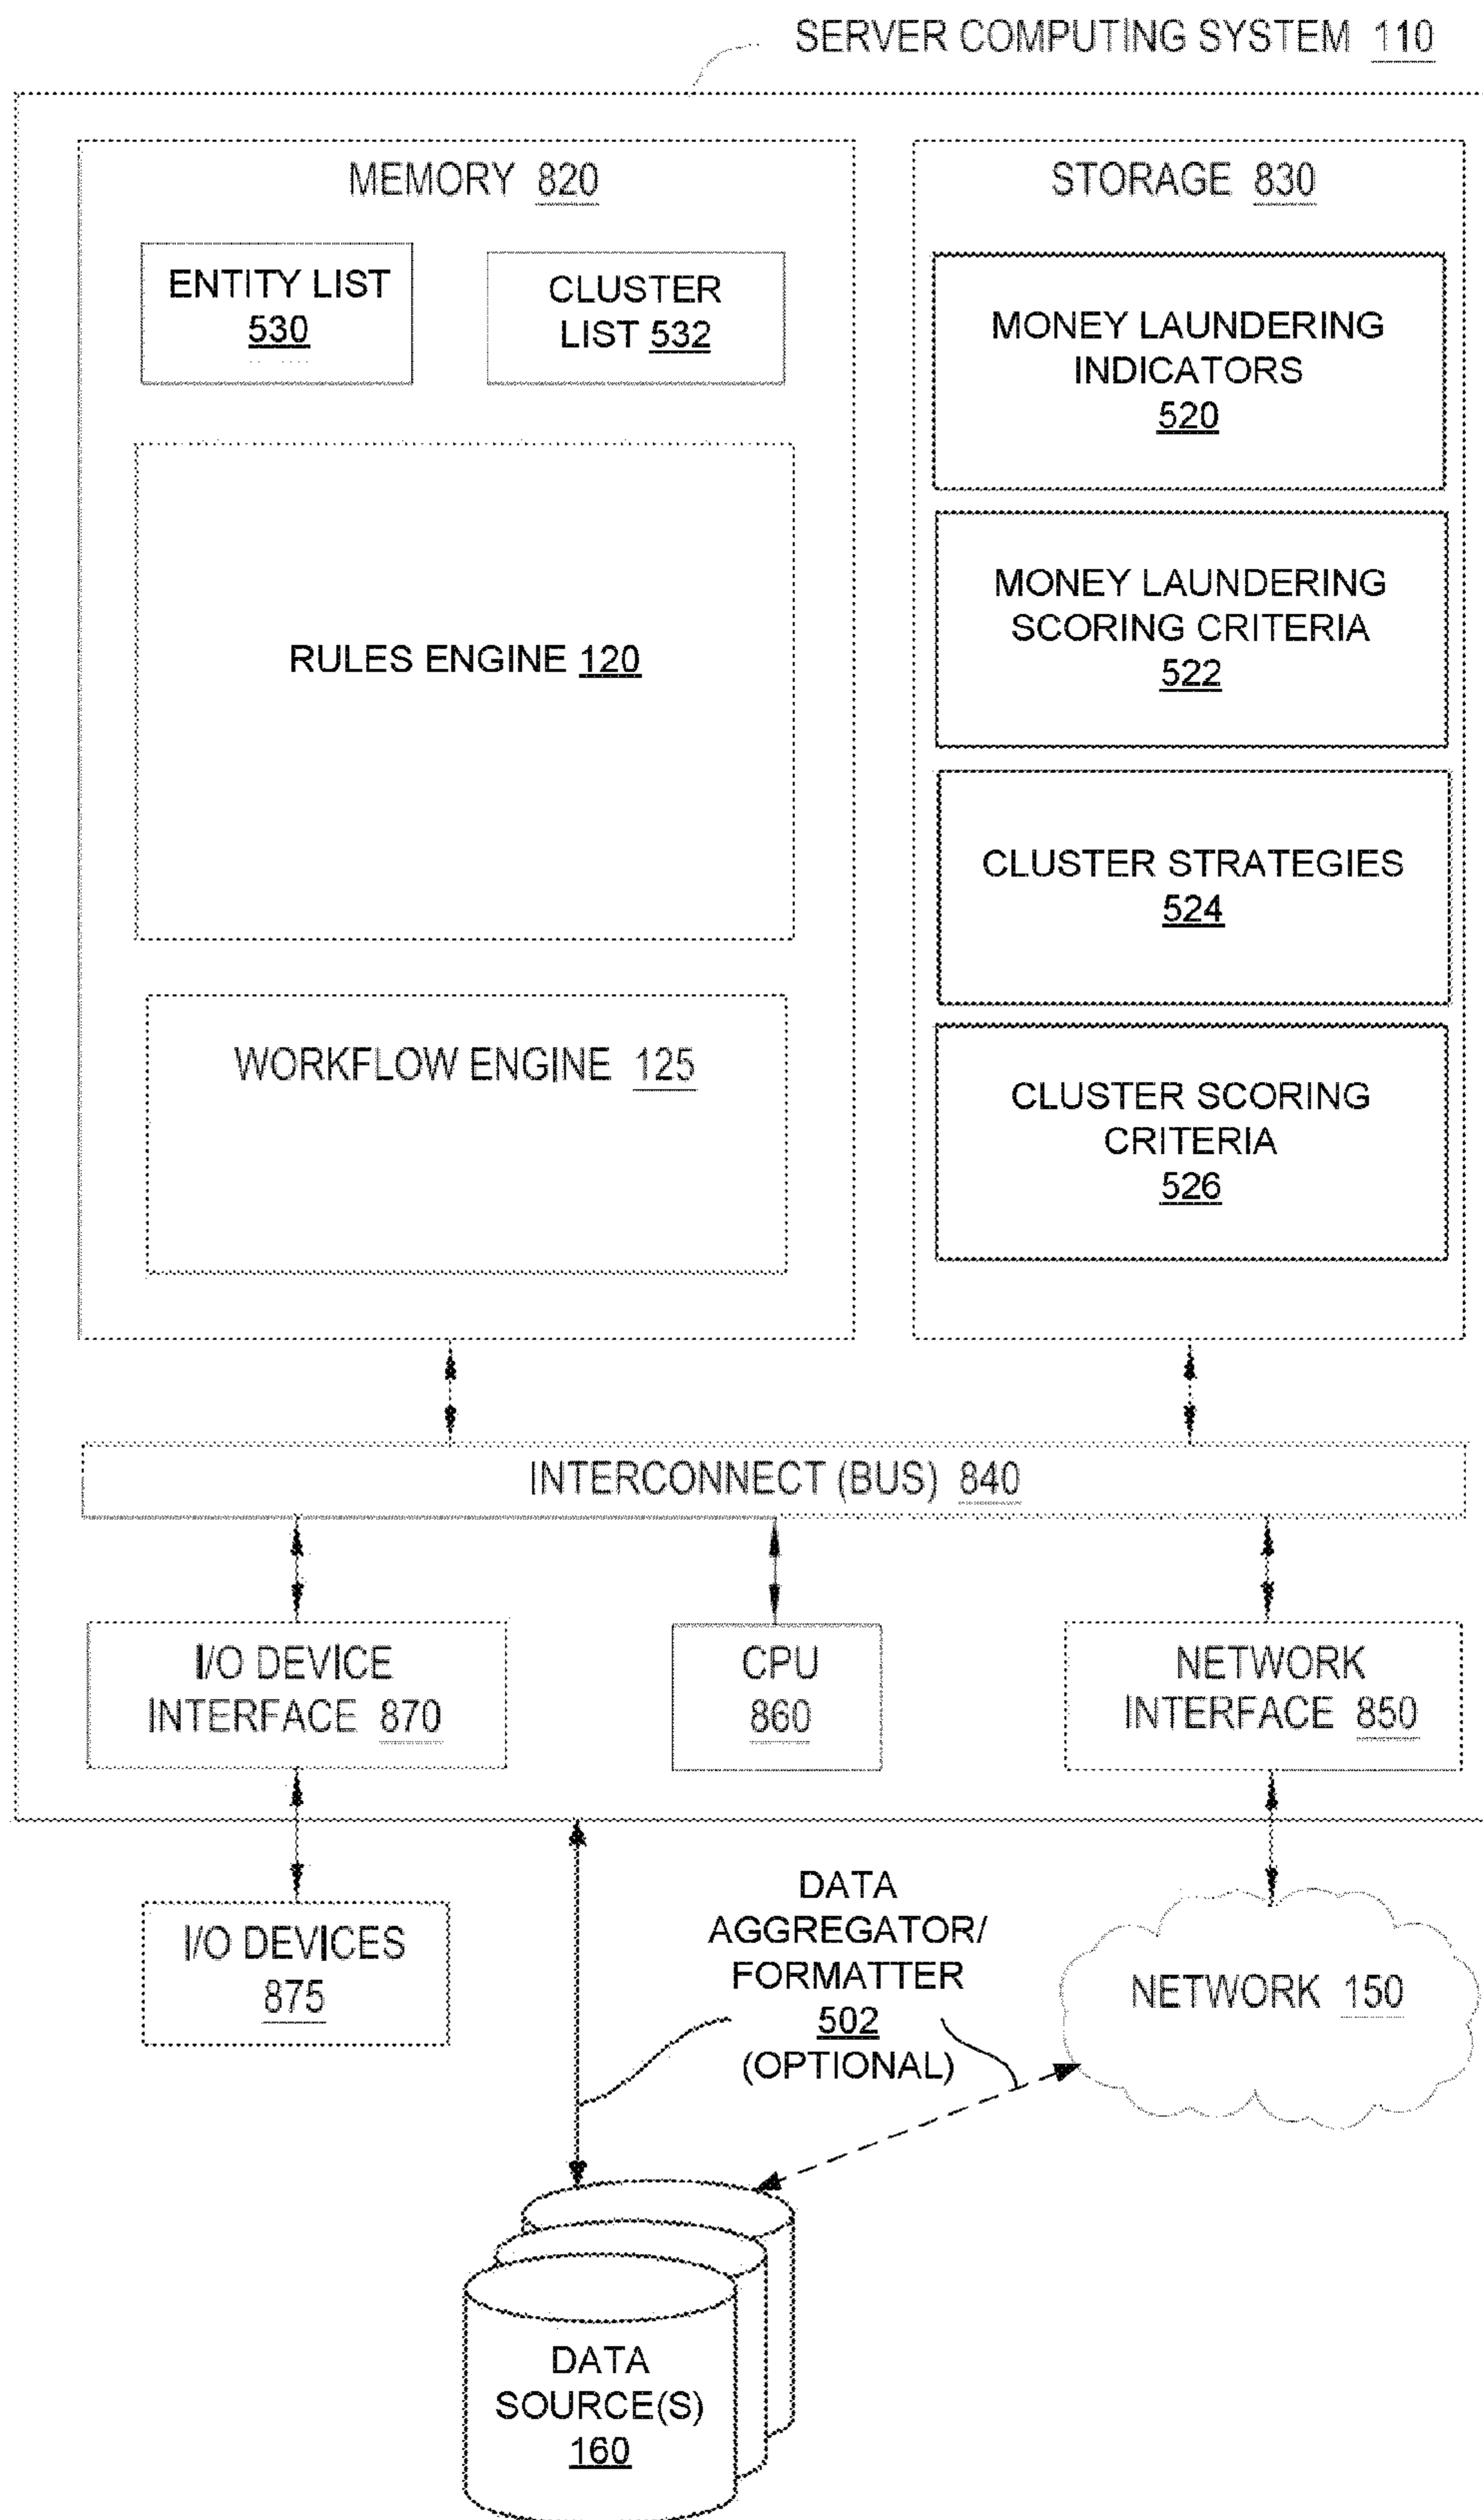 SERVER COMPUTING SYSTEM 110
MEMORY 820
ENTITY LIST
530
CLUSTER
LIST 532
RULES ENGINE 120
WORKFLOW ENGINE 125
STORAGE 830
MONEY LAUNDERING
INDICATORS
520
MONEY LAUNDERING
SCORING CRITERIA
522
CLUSTER STRATEGIES
524
CLUSTER SCORING
CRITERIA
526
INTERCONNECT (BUS) 840
I/O DEVICE
INTERFACE 870
CPU
860
NETWORK
INTERFACE 850
I/O DEVICES
875
DATA
AGGREGATOR/
FORMATTER
502
(OPTIONAL)
NETWORK 150
DATA
SOURCE(S)
160